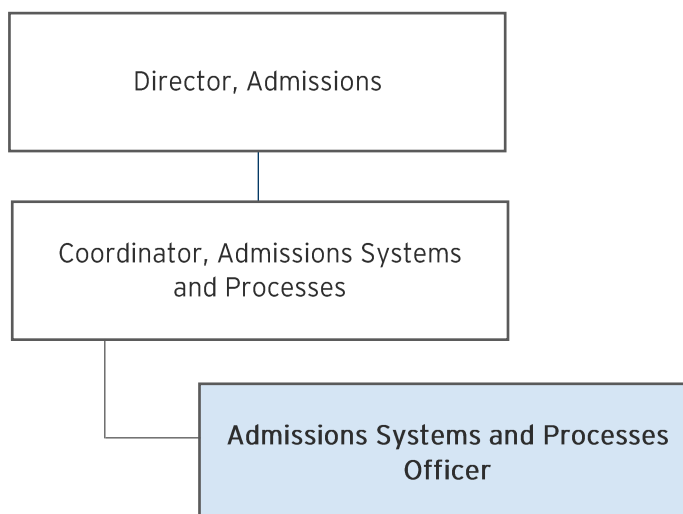 Director, Admissions
Coordinator, Admissions Systems
and Processes
Admissions Systems and Processes
Officer